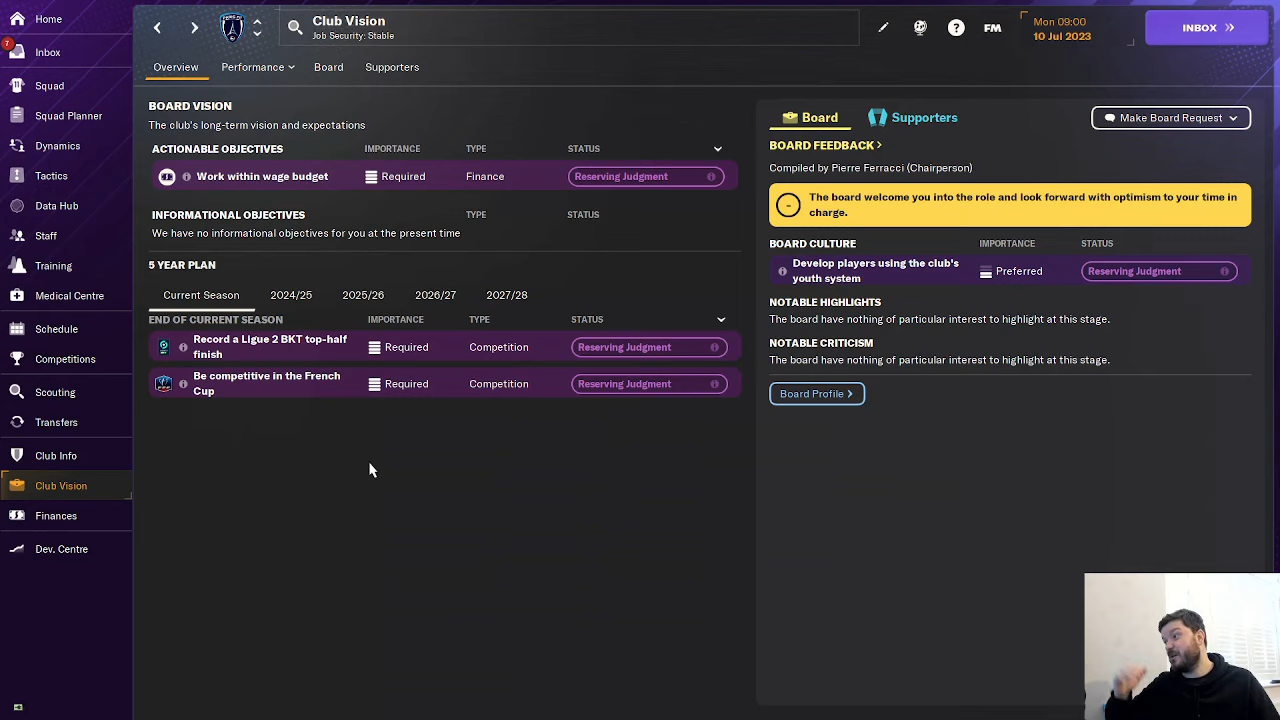 Home
7
Inbox
Squad
Squad Planner
Dynamics
Tactics
Data Hub
Staff
Training
Medical Centre
Schedule
Competitions
Scouting
Transfers
Club Info
Club Vision
Finances
Dev. Centre
Club Vision
Job Security: Stable
FM
Mon 09:00
10 Jul 2023
INBOX
Overview
Performance
Board
Supporters
BOARD VISION
The club's long-term vision and expectations
ACTIONABLE OBJECTIVES IMPORTANCE TYPE STATUS
Work within wage budget Required Finance Reserving Judgment
INFORMATIONAL OBJECTIVES TYPE STATUS
We have no informational objectives for you at the present time
5 YEAR PLAN
Current Season 2024/25 2025/26 2026/27 2027/28
END OF CURRENT SEASON IMPORTANCE TYPE STATUS
Record a Ligue 2 BKT top-half
finish
Required Competition Reserving Judgment
Be competitive in the French
Cup
Required Competition Reserving Judgment
Board Supporters
Make Board Request
BOARD FEEDBACK >
Compiled by Pierre Ferracci (Chairperson)
The board welcome you into the role and look forward with optimism to your time in
charge.
BOARD CULTURE IMPORTANCE STATUS
Develop players using the club's
youth system
Preferred Reserving Judgment
NOTABLE HIGHLIGHTS
The board have nothing of particular interest to highlight at this stage.
NOTABLE CRITICISM
The board have nothing of particular interest to highlight at this stage.
Board Profile >